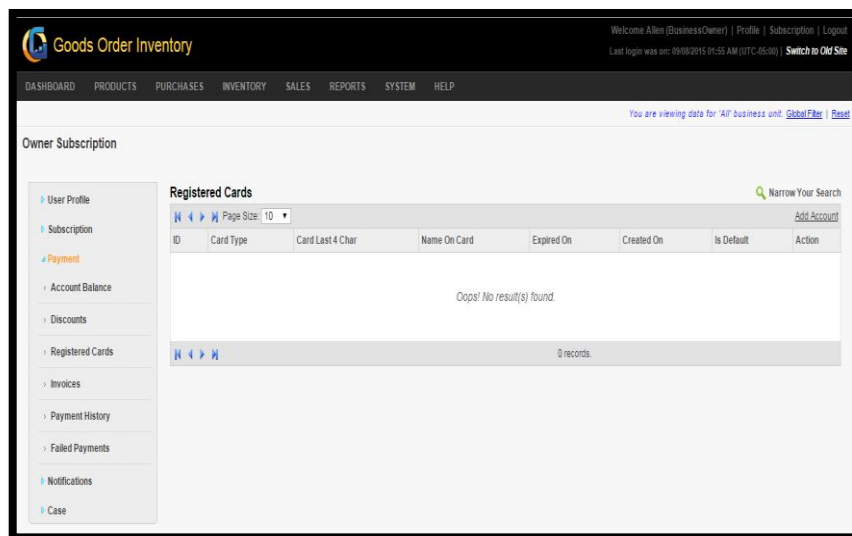 Goods Order Inventory
Welcome Allen (BusinessOwner) | Profile | Subscription | Logout
Last login was on: 09/08/2015 01:55 AM (UTC-05:00) | Switch to Old Site
DASHBOARD PRODUCTS PURCHASES INVENTORY SALES REPORTS SYSTEM HELP
You are viewing data for 'All' business unit. Global Filter | Reset
Owner Subscription
User Profile
Subscription
Payment
Account Balance
Discounts
Registered Cards
Invoices
Payment History
Failed Payments
Notifications
Case
Registered Cards
Narrow Your Search
Page Size: 10
Add Account
ID Card Type Card Last 4 Char Name On Card Expired On Created On Is Default Action
Oops! No result(s) found.
0 records.